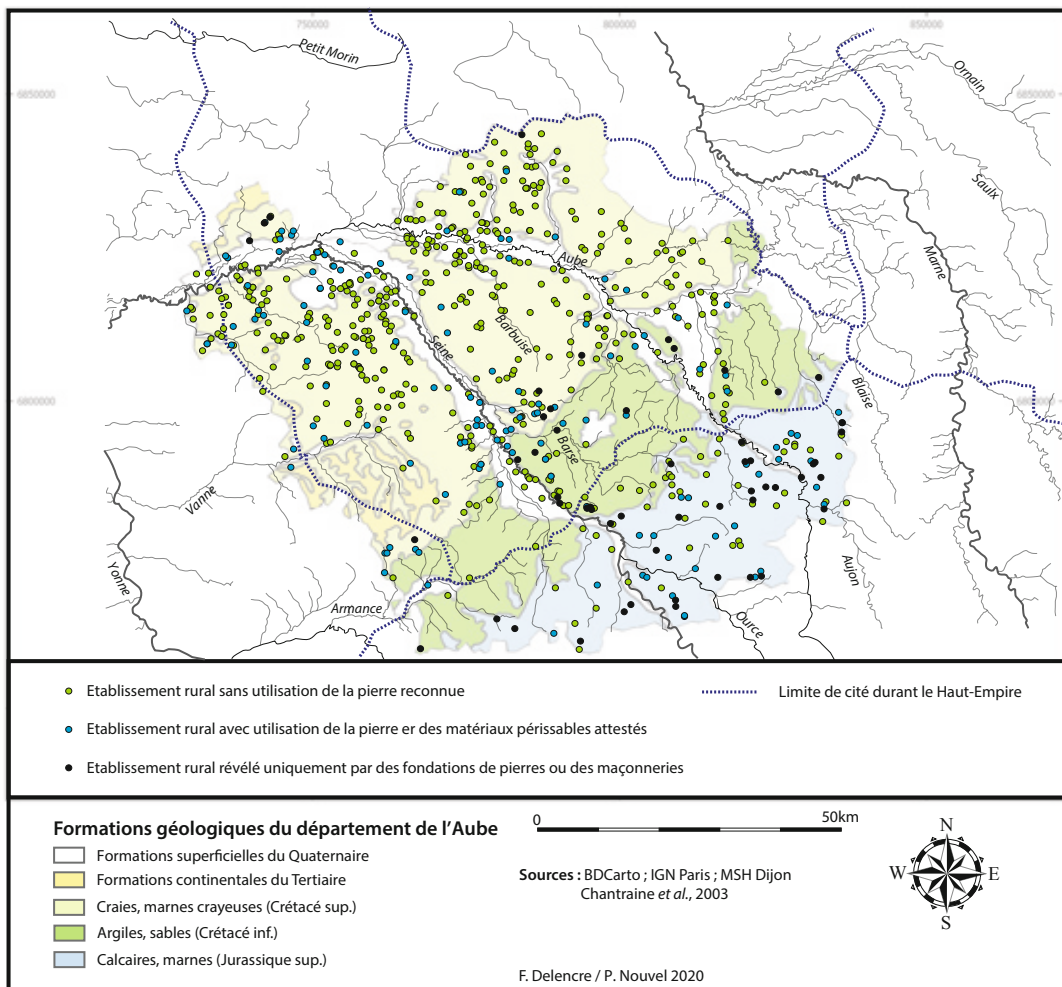 750000
800000
850000
Petit Morin
Ornain
6850000
6850000
Saulx
Marne
Aube
Barbuise
Seine
Blaise
6800000
Barse
Vanne
Yonne
Aujon
Armance
Ource
Etablissement rural sans utilisation de la pierre reconnue
Limite de cité durant le Haut-Empire
Etablissement rural avec utilisation de la pierre er des matériaux périssables attestés
Etablissement rural révélé uniquement par des fondations de pierres ou des maçonneries
Formations géologiques du département de l'Aube
Formations superficielles du Quaternaire
Formations continentales du Tertiaire
Craies, marnes crayeuses (Crétacé sup.)
Argiles, sables (Crétacé inf.)
Calcaires, marnes (Jurassique sup.)
0
50km
Sources : BDCarto ; IGN Paris ; MSH Dijon
Chantraine et al., 2003
F. Delencre / P. Nouvel 2020
N
W
E
S